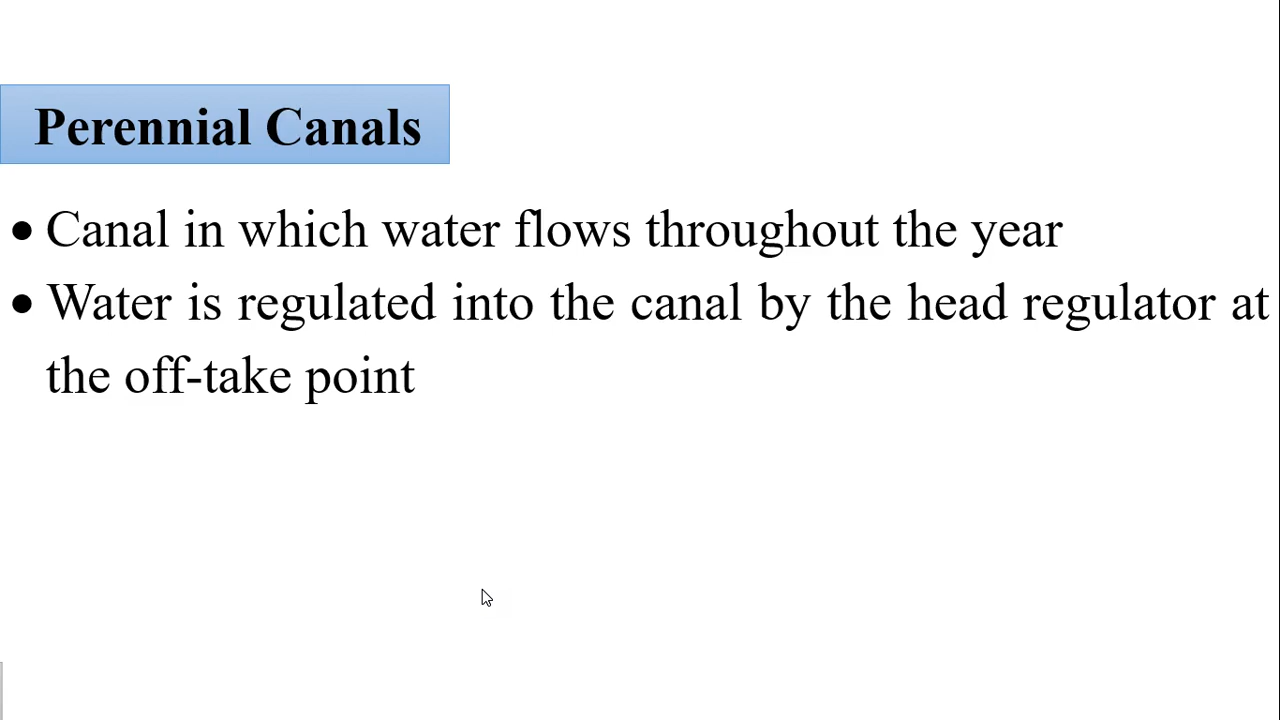 Perennial Canals
• Canal in which water flows throughout the year
• Water is regulated into the canal by the head regulator at
the off-take point